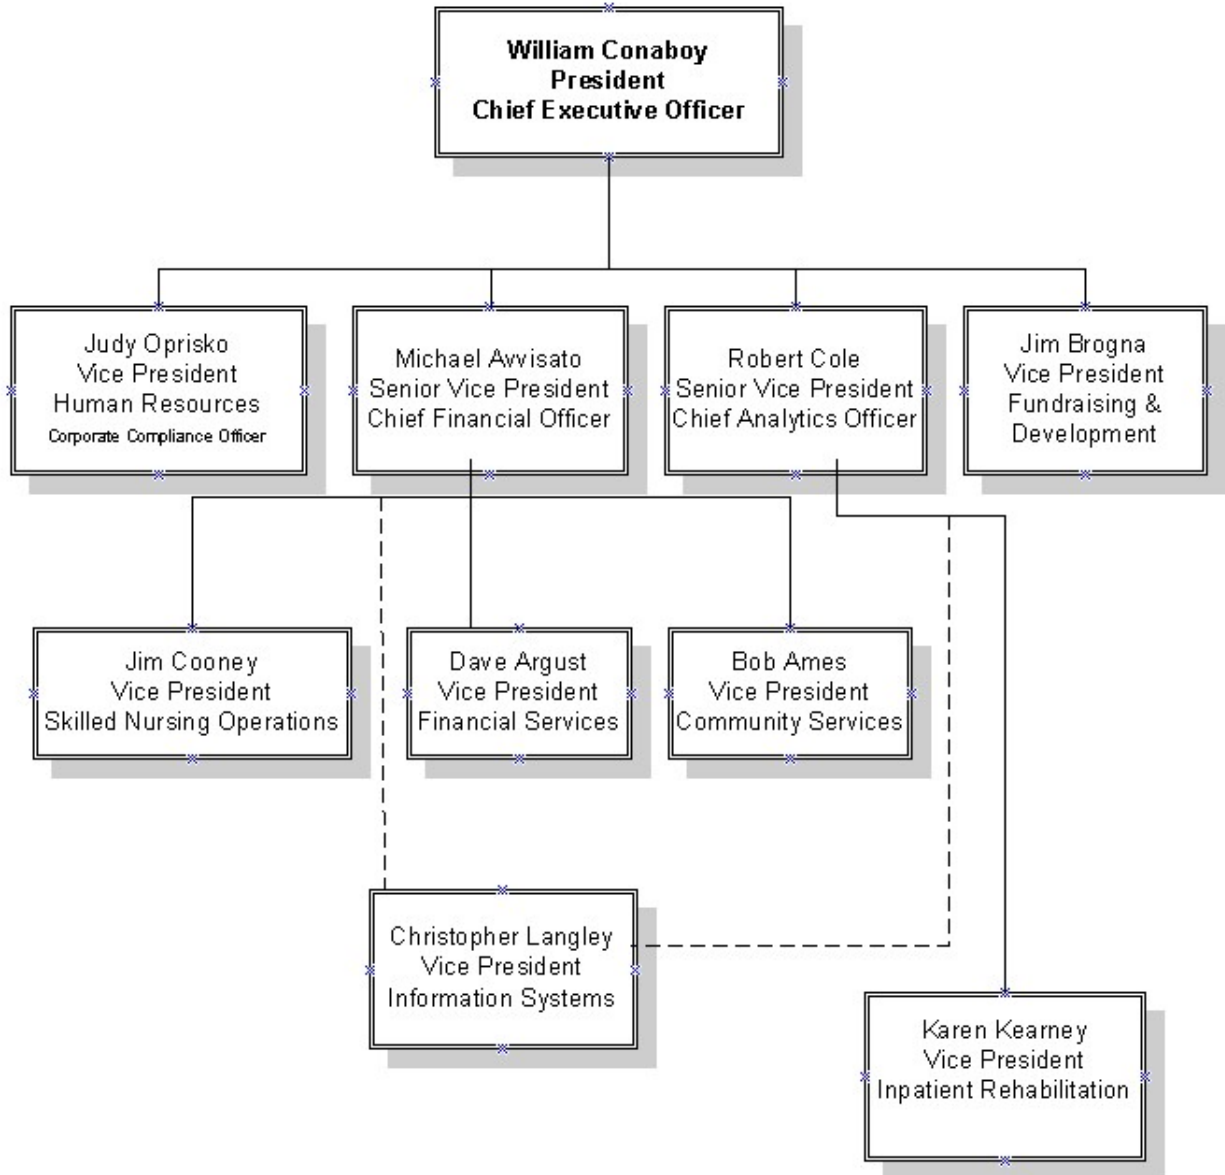 William Conaboy
President
Chief Executive Officer
Judy Oprisko
Vice President
Human Resources
Corporate Compliance Officer
Michael Avvisato
Senior Vice President
Chief Financial Officer
Robert Cole
Senior Vice President
Chief Analytics Officer
Jim Brogna
Vice President
Fundraising &
Development
Jim Cooney
Vice President
Skilled Nursing Operations
Dave Argust
Vice President
Financial Services
Bob Ames
Vice President
Community Services
Christopher Langley
Vice President
Information Systems
Karen Kearney
Vice President
Inpatient Rehabilitation